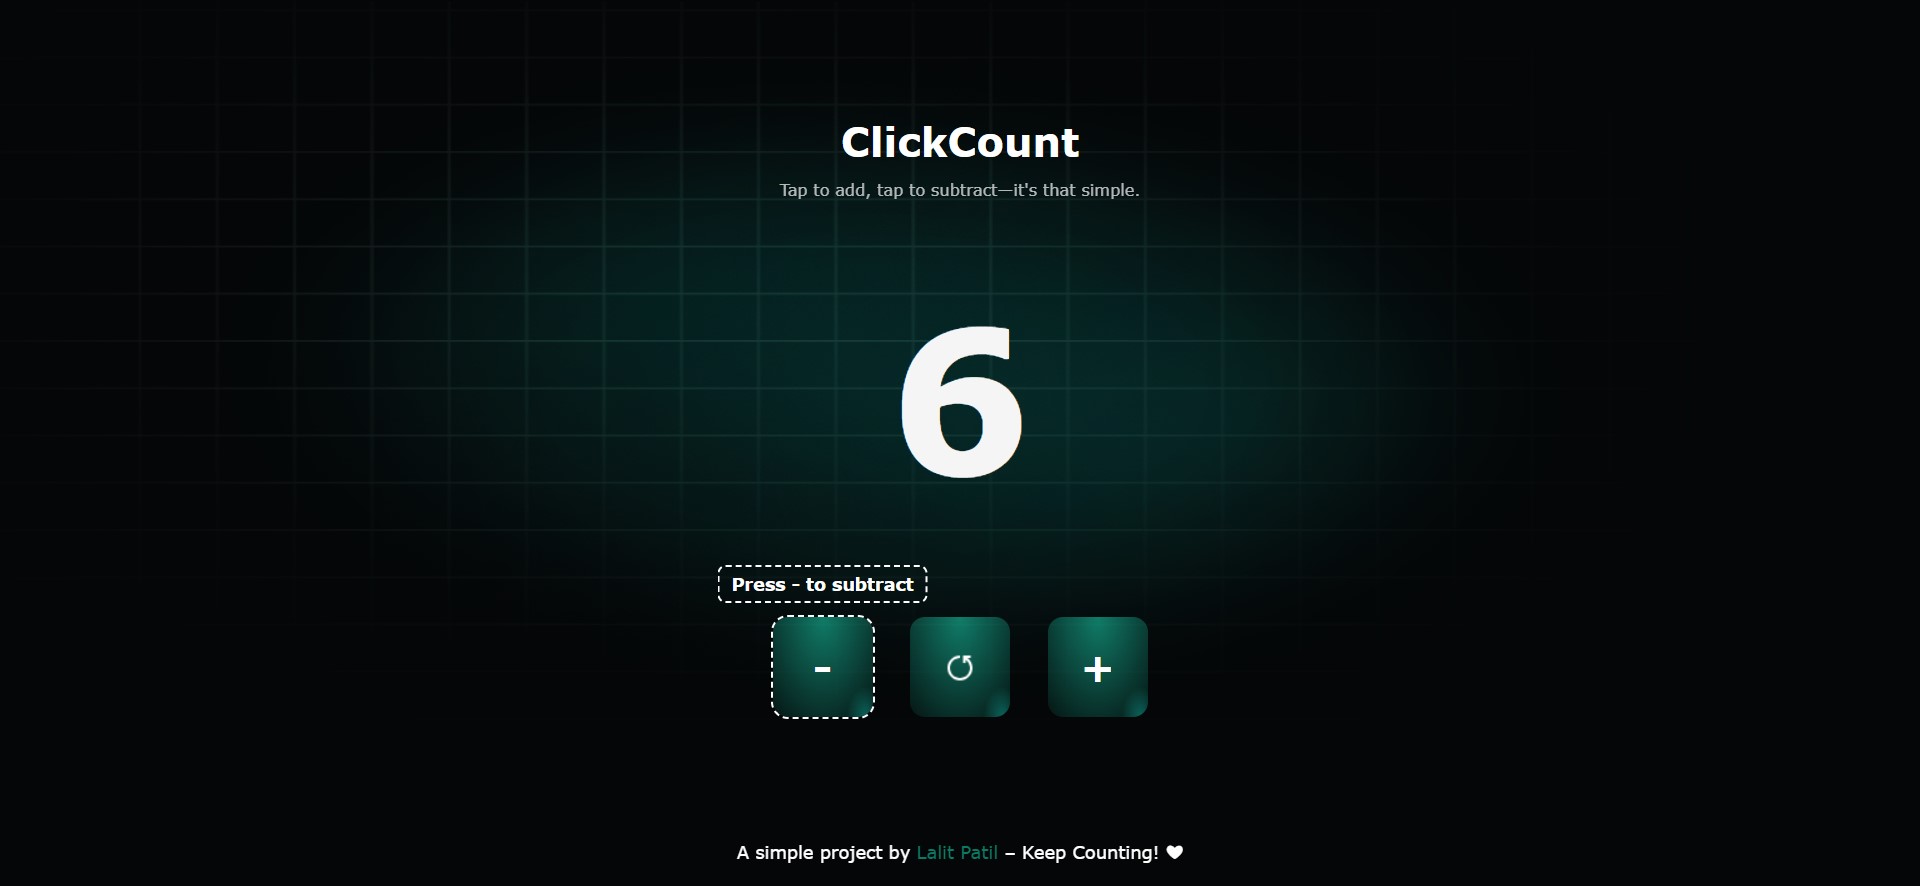 ClickCount
Tap to add, tap to subtract—it's that simple.
6
Press - to subtract
- +
A simple project by Lalit Patil – Keep Counting!